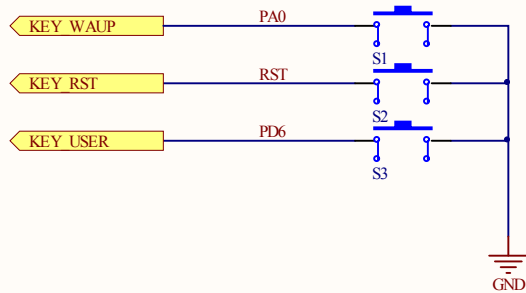 KEY_WAUP PA0
S1
KEY_RST RST
S2
KEY_USER PD6
S3
GND